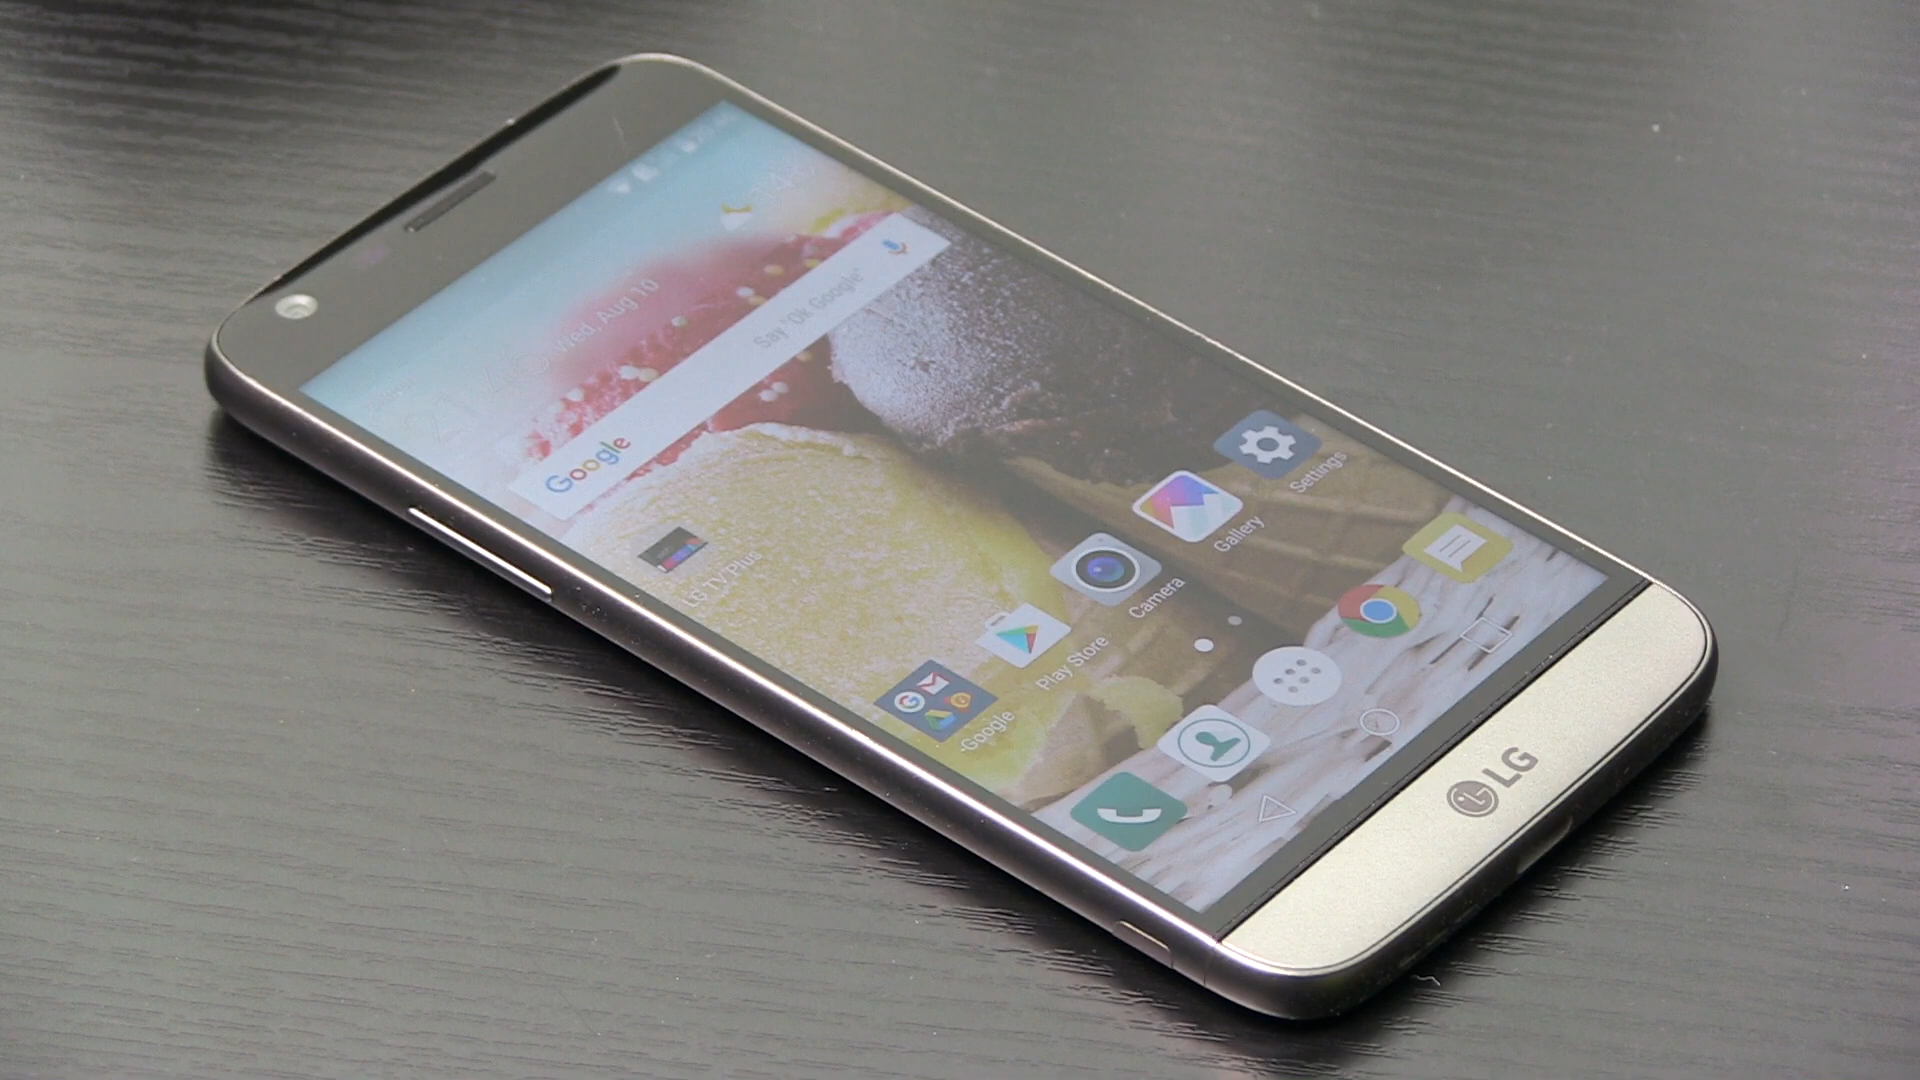 Wed, Aug 10
Say "Ok Google"
Google
LG TV Plus
Google
Play Store
Camera
Gallery
Settings
LG